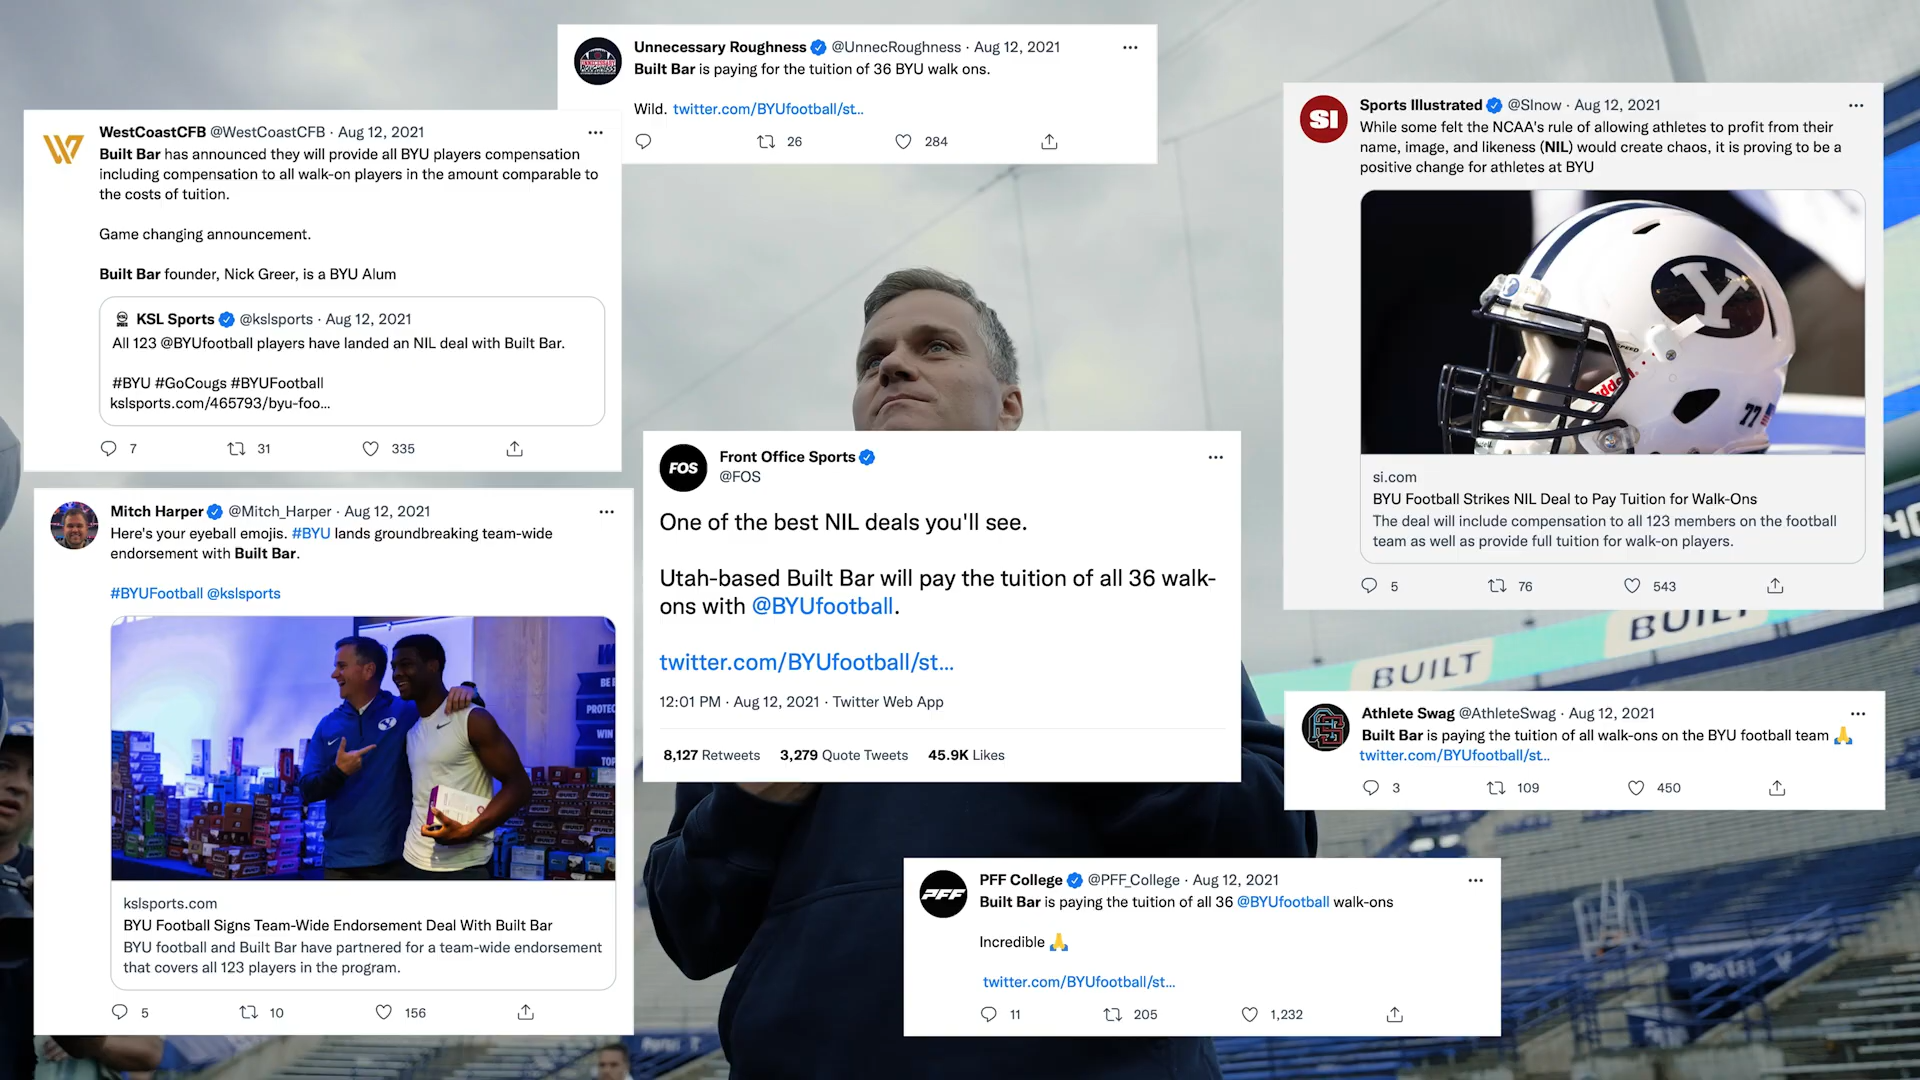 Unnecessary Roughness @UnnecRoughness · Aug 12, 2021
Built Bar is paying for the tuition of 36 BYU walk ons.
Wild. twitter.com/BYUfootball/st...
26 284
WestCoastCFB @WestCoastCFB · Aug 12, 2021
Built Bar has announced they will provide all BYU players compensation
including compensation to all walk-on players in the amount comparable to
the costs of tuition.
Game changing announcement.
Built Bar founder, Nick Greer, is a BYU Alum
KSL Sports @kslsports · Aug 12, 2021
All 123 @BYUfootball players have landed an NIL deal with Built Bar.
#BYU #GoCougs #BYUFootball
kslsports.com/465793/byu-foo...
7 31 335
Sports Illustrated @SInow · Aug 12, 2021
SI
While some felt the NCAA's rule of allowing athletes to profit from their
name, image, and likeness (NIL) would create chaos, it is proving to be a
positive change for athletes at BYU
Y
SPEED
Riddell
77
si.com
BYU Football Strikes NIL Deal to Pay Tuition for Walk-Ons
The deal will include compensation to all 123 members on the football
team as well as provide full tuition for walk-on players.
5 76 543
Mitch Harper @Mitch_Harper · Aug 12, 2021
Here's your eyeball emojis. #BYU lands groundbreaking team-wide
endorsement with Built Bar.
#BYUFootball @kslsports
BE
PROTEC
WIN
TOP
kslsports.com
BYU Football Signs Team-Wide Endorsement Deal With Built Bar
BYU football and Built Bar have partnered for a team-wide endorsement
that covers all 123 players in the program.
5 10 156
FOS
Front Office Sports
@FOS
One of the best NIL deals you'll see.
Utah-based Built Bar will pay the tuition of all 36 walk-
ons with @BYUfootball.
twitter.com/BYUfootball/st...
12:01 PM · Aug 12, 2021 · Twitter Web App
8,127 Retweets 3,279 Quote Tweets 45.9K Likes
BUILT
BUILT
Athlete Swag @AthleteSwag · Aug 12, 2021
Built Bar is paying the tuition of all walk-ons on the BYU football team 🙏
twitter.com/BYUfootball/st...
3 109 450
PFF
PFF College @PFF_College · Aug 12, 2021
Built Bar is paying the tuition of all 36 @BYUfootball walk-ons
Incredible 🙏
twitter.com/BYUfootball/st...
11 205 1,232